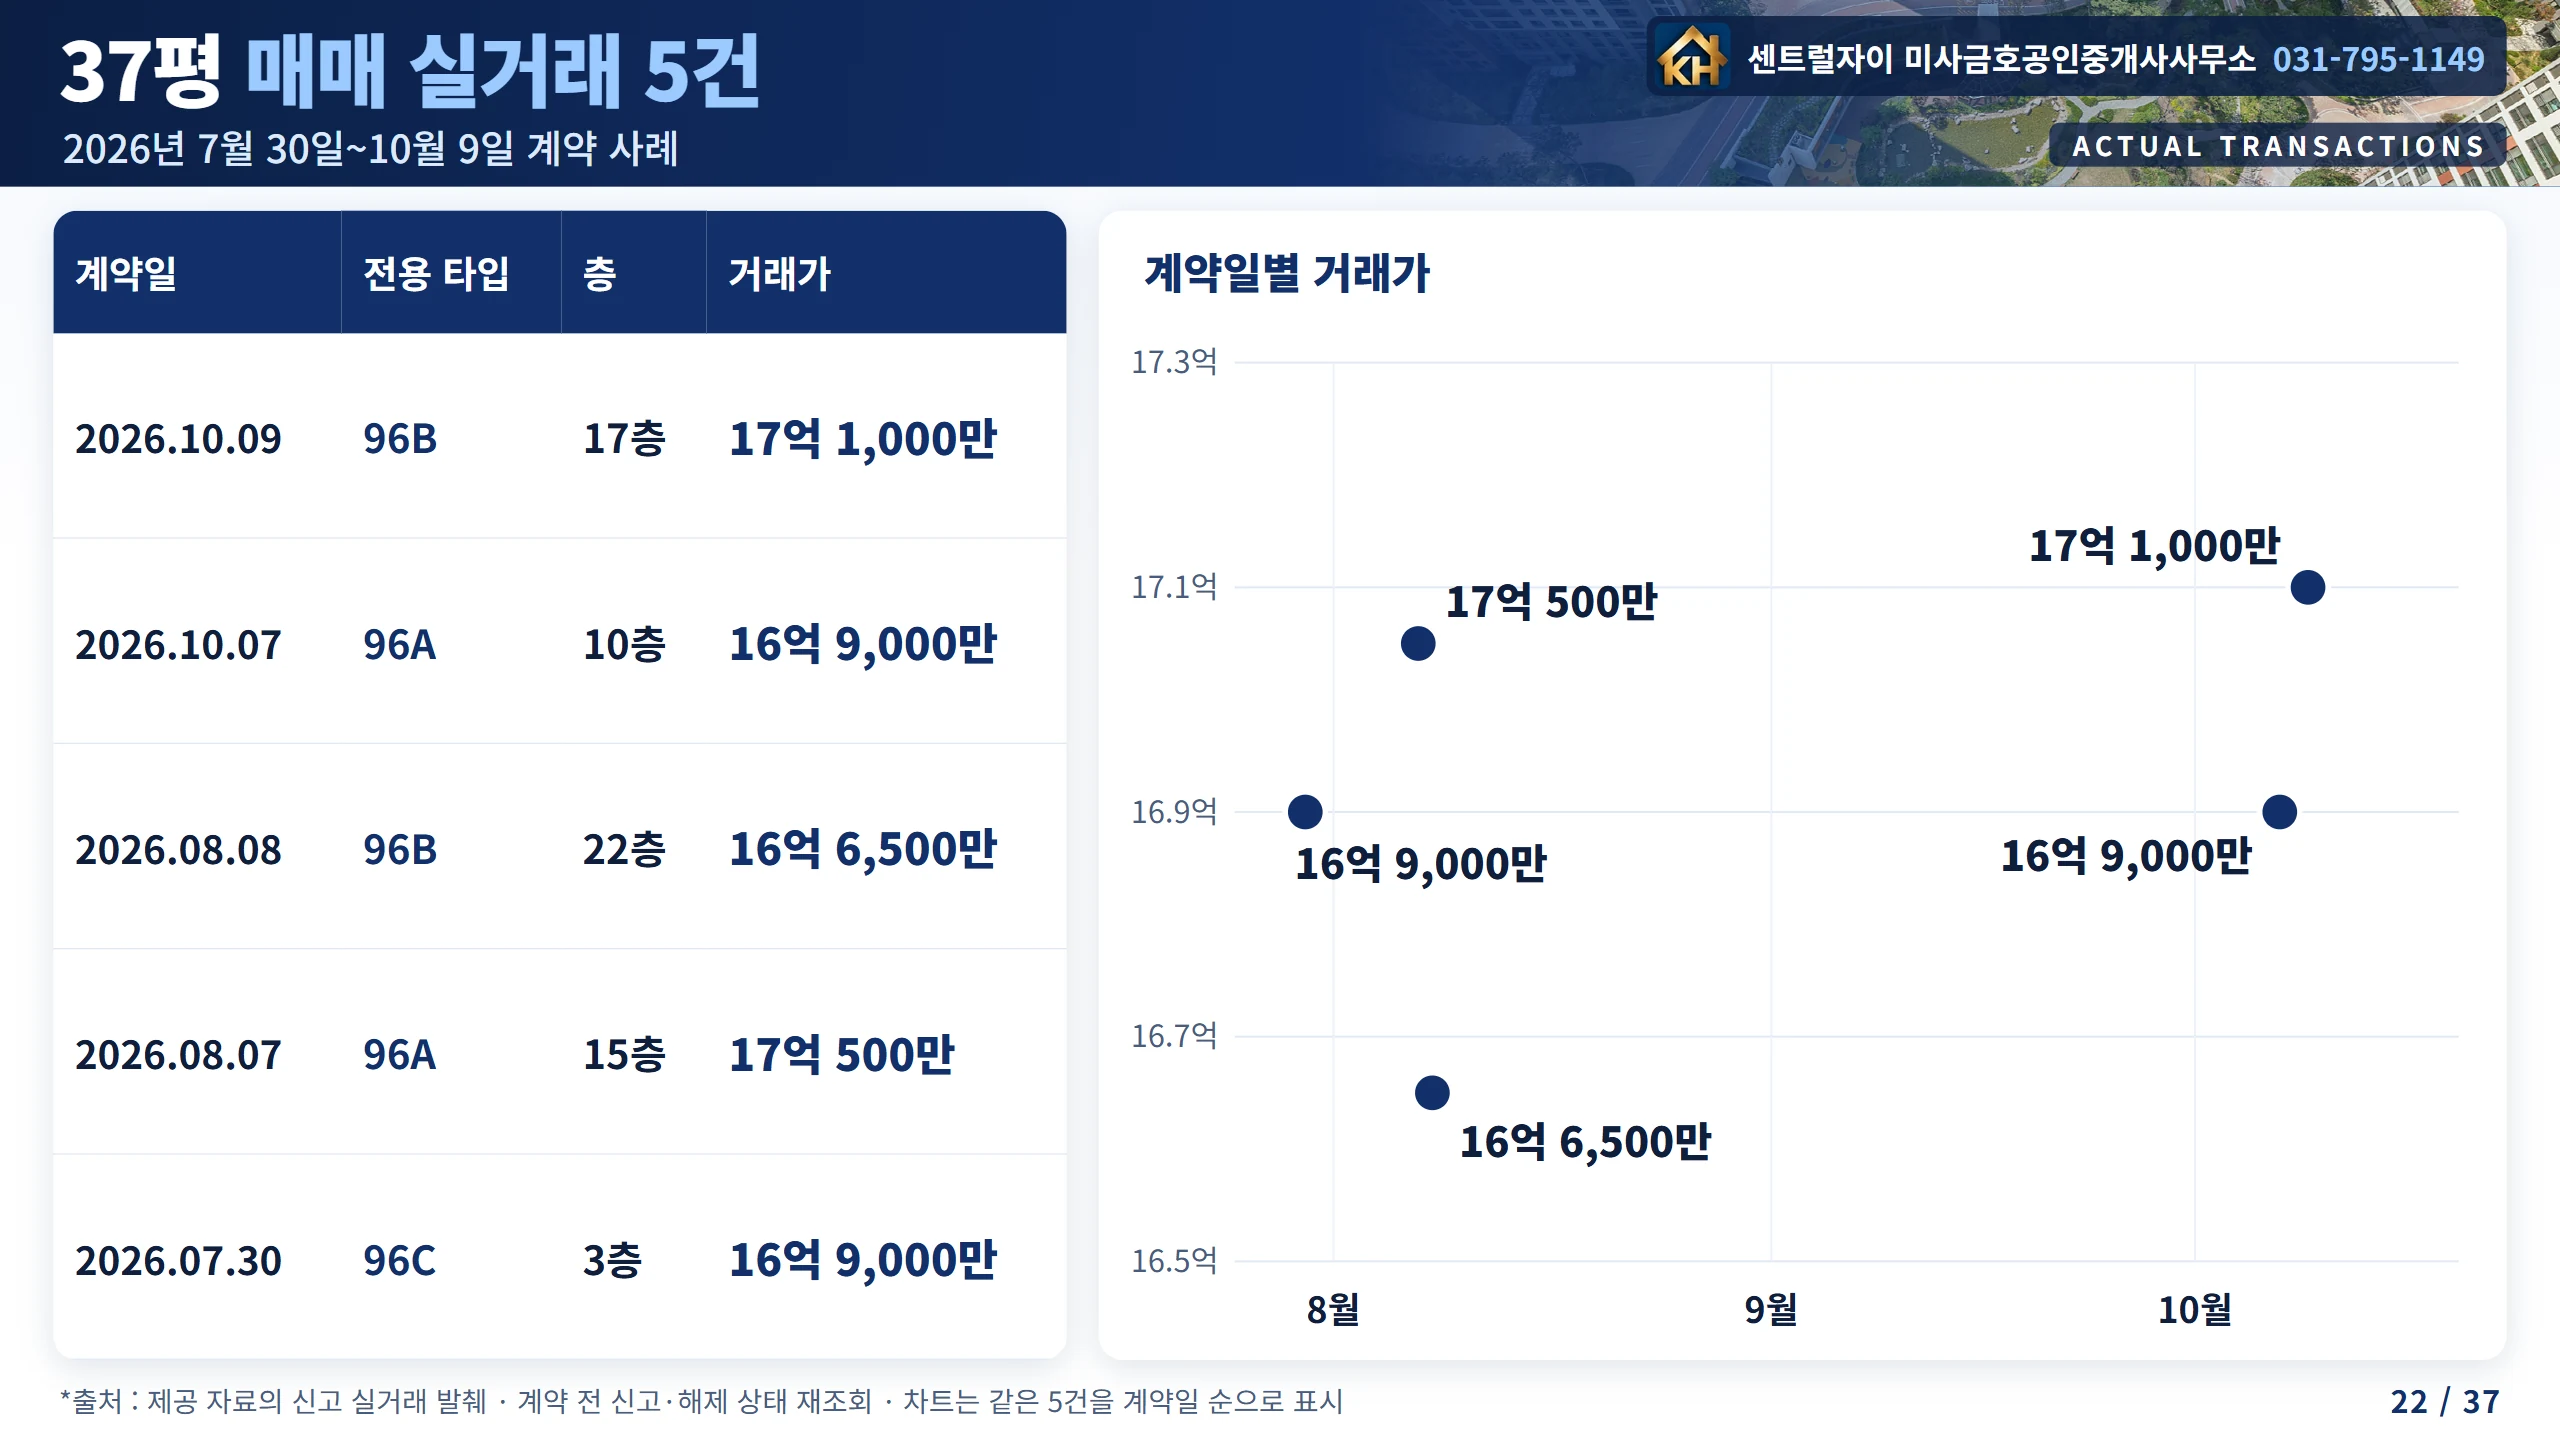 37평 매매 실거래 5건
2026년 7월 30일~10월 9일 계약 사례
KH
센트럴자이 미사금호공인중개사사무소 031-795-1149
ACTUAL TRANSACTIONS
계약일 전용 타입 층 거래가
2026.10.09 96B 17층 17억 1,000만
2026.10.07 96A 10층 16억 9,000만
2026.08.08 96B 22층 16억 6,500만
2026.08.07 96A 15층 17억 500만
2026.07.30 96C 3층 16억 9,000만
계약일별 거래가
17.3억
17억 1,000만
17.1억
17억 500만
16.9억
16억 9,000만
16억 9,000만
16.7억
16억 6,500만
16.5억
8월 9월 10월
*출처 : 제공 자료의 신고 실거래 발췌 · 계약 전 신고·해제 상태 재조회 · 차트는 같은 5건을 계약일 순으로 표시
22 / 37